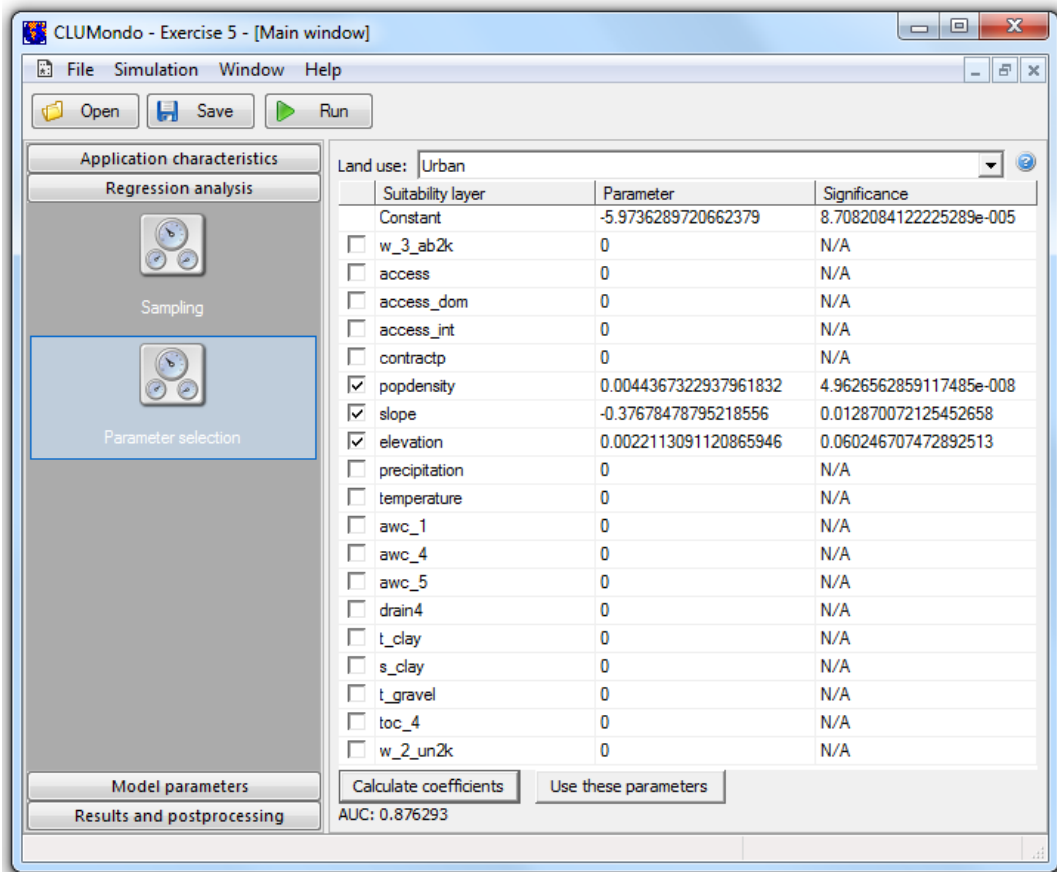 CLUMondo - Exercise 5 - [Main window]
File Simulation Window Help
Open Save Run
Application characteristics
Regression analysis
Sampling
Parameter selection
Model parameters
Results and postprocessing
Land use: Urban
Suitability layer Parameter Significance
Constant -5.9736289720662379 8.7082084122225289e-005
w_3_ab2k 0 N/A
access 0 N/A
access_dom 0 N/A
access_int 0 N/A
contractp 0 N/A
popdensity 0.0044367322937961832 4.9626562859117485e-008
slope -0.37678478795218556 0.012870072125452658
elevation 0.0022113091120865946 0.060246707472892513
precipitation 0 N/A
temperature 0 N/A
awc_1 0 N/A
awc_4 0 N/A
awc_5 0 N/A
drain4 0 N/A
t_clay 0 N/A
s_clay 0 N/A
t_gravel 0 N/A
toc_4 0 N/A
w_2_un2k 0 N/A
Calculate coefficients Use these parameters
AUC: 0.876293